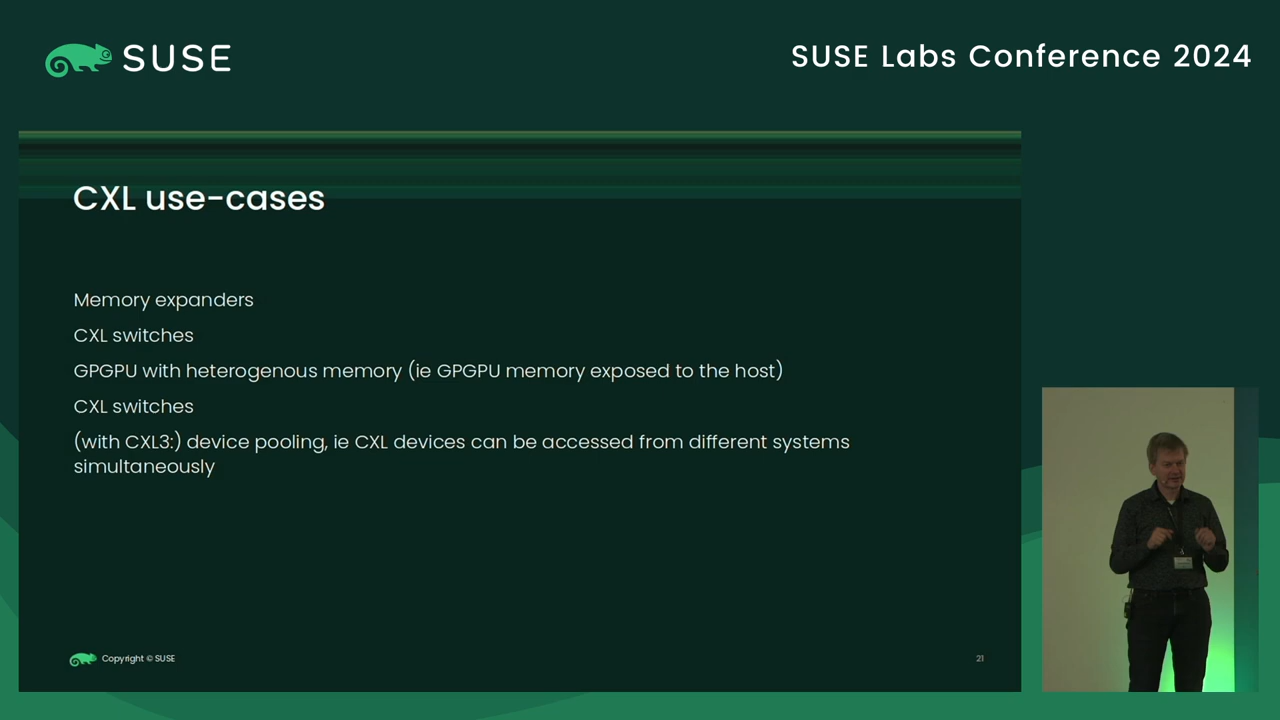 SUSE
SUSE Labs Conference 2024
CXL use-cases
Memory expanders
CXL switches
GPGPU with heterogenous memory (ie GPGPU memory exposed to the host)
CXL switches
(with CXL3:) device pooling, ie CXL devices can be accessed from different systems
simultaneously
Copyright © SUSE
21